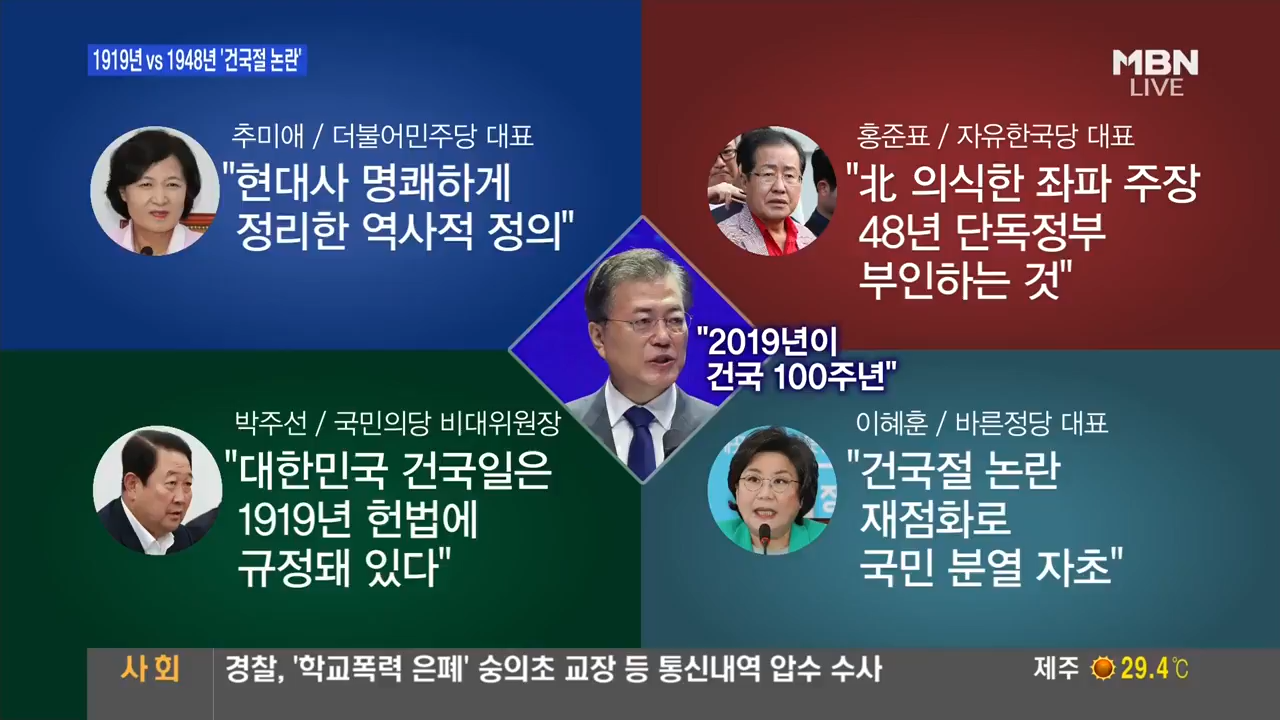 1919년 vs 1948년 '건국절 논란'
MBN
LIVE
추미애 / 더불어민주당 대표
"현대사 명쾌하게
정리한 역사적 정의"
홍준표 / 자유한국당 대표
"北 의식한 좌파 주장
48년 단독정부
부인하는 것"
"2019년이
건국 100주년"
박주선 / 국민의당 비대위원장
"대한민국 건국일은
1919년 헌법에
규정돼 있다"
이혜훈 / 바른정당 대표
"건국절 논란
재점화로
국민 분열 자초"
사회
경찰, '학교폭력 은폐' 숭의초 교장 등 통신내역 압수 수사
제주 29.4℃